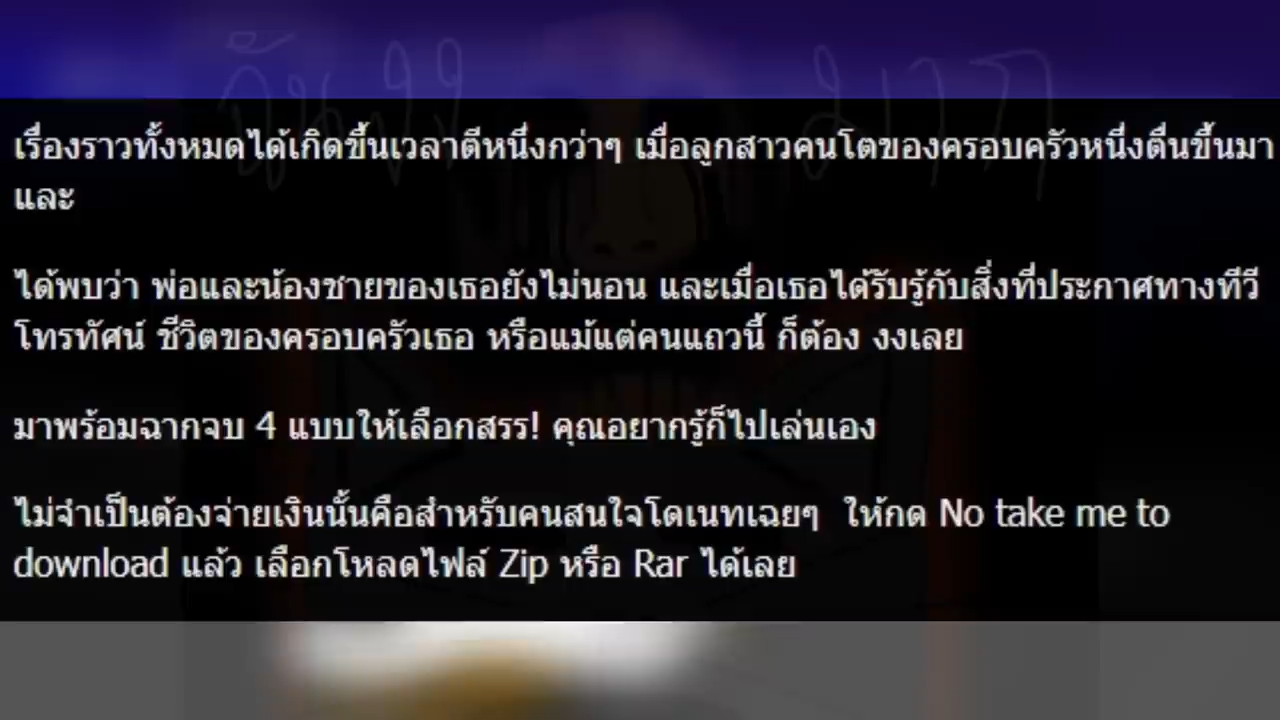 เรื่องราวทั้งหมดได้เกิดขึ้นเวลาตีหนึ่งกว่าๆ เมื่อลูกสาวคนโตของครอบครัวหนึ่งตื่นขึ้นมา
และ
ได้พบว่า พ่อและน้องชายของเธอยังไม่นอน และเมื่อเธอได้รับรู้กับสิ่งที่ประกาศทางทีวี
โทรทัศน์ ชีวิตของครอบครัวเธอ หรือแม้แต่คนแถวนี้ ก็ต้อง งงเลย
มาพร้อมฉากจบ 4 แบบให้เลือกสรร! คุณอยากรู้ก็ไปเล่นเอง
ไม่จำเป็นต้องจ่ายเงินนั้นคือสำหรับคนสนใจโดเนทเฉยๆ  ให้กด No take me to
download แล้ว เลือกโหลดไฟล์ Zip หรือ Rar ได้เลย